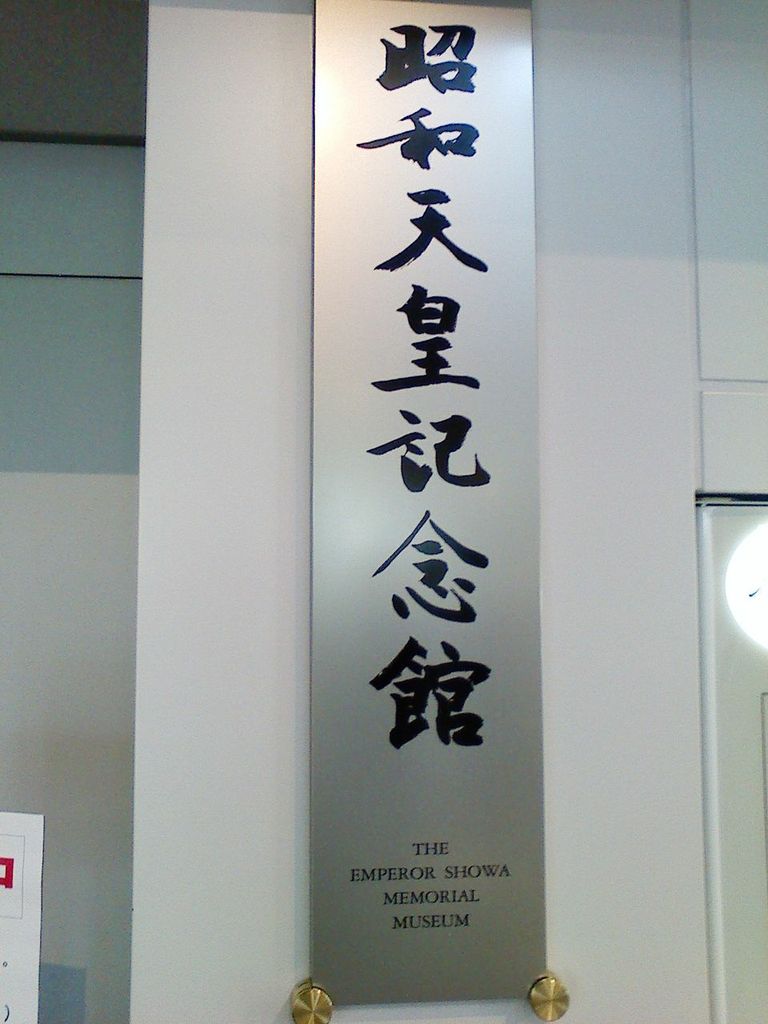 昭和天皇記念館
THE
EMPEROR SHOWA
MEMORIAL
MUSEUM